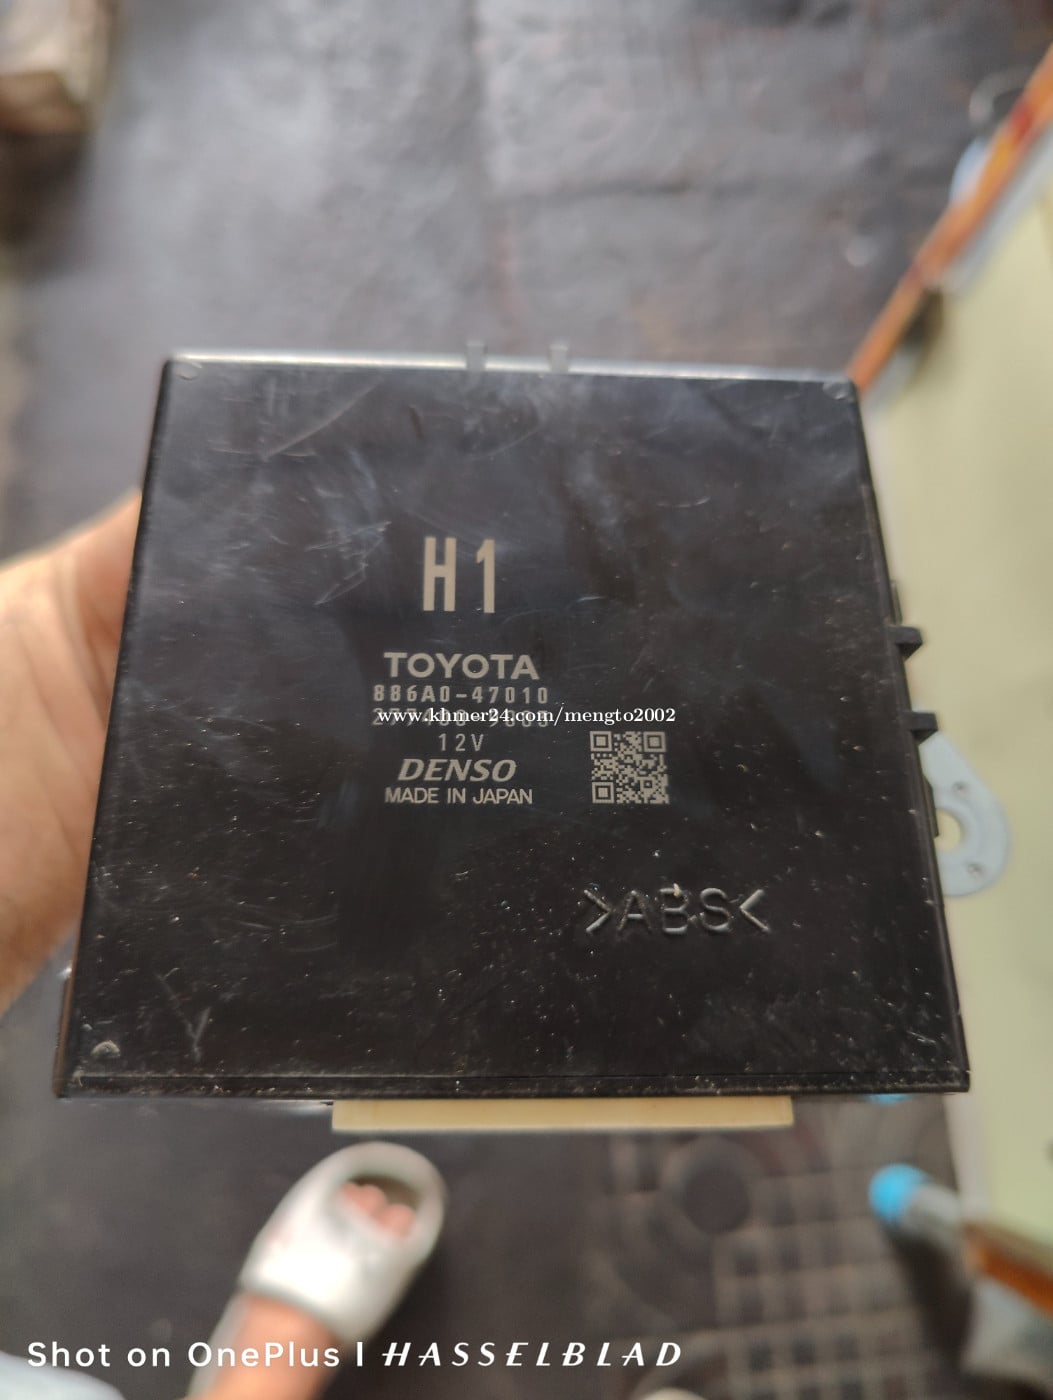 H1
TOYOTA
886A0-47010
www.khmer24.com/mengto2002
12V
DENSO
MADE IN JAPAN
>ABS<
Shot on OnePlus | HASSELBLAD